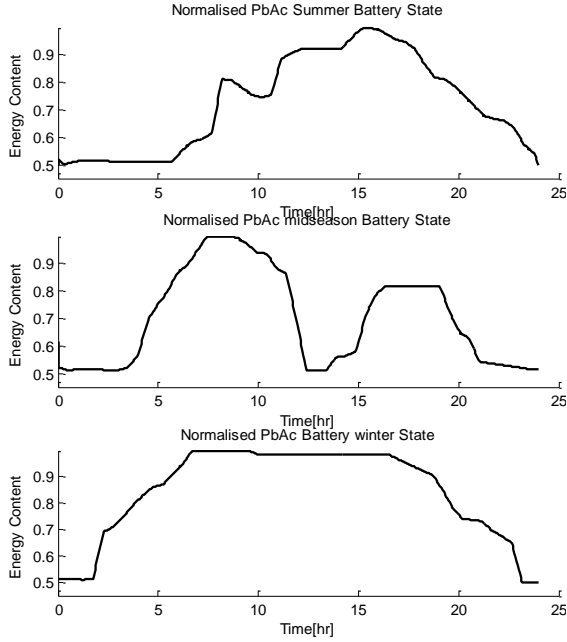 Normalised PbAc Summer Battery State
Energy Content
0.9
0.8
0.7
0.6
0.5
0 5 10 15 20 25
Time[hr]
Normalised PbAc midseason Battery State
Energy Content
0.9
0.8
0.7
0.6
0.5
0 5 10 15 20 25
Time[hr]
Normalised PbAc Battery winter State
Energy Content
0.9
0.8
0.7
0.6
0.5
0 5 10 15 20 25
Time[hr]